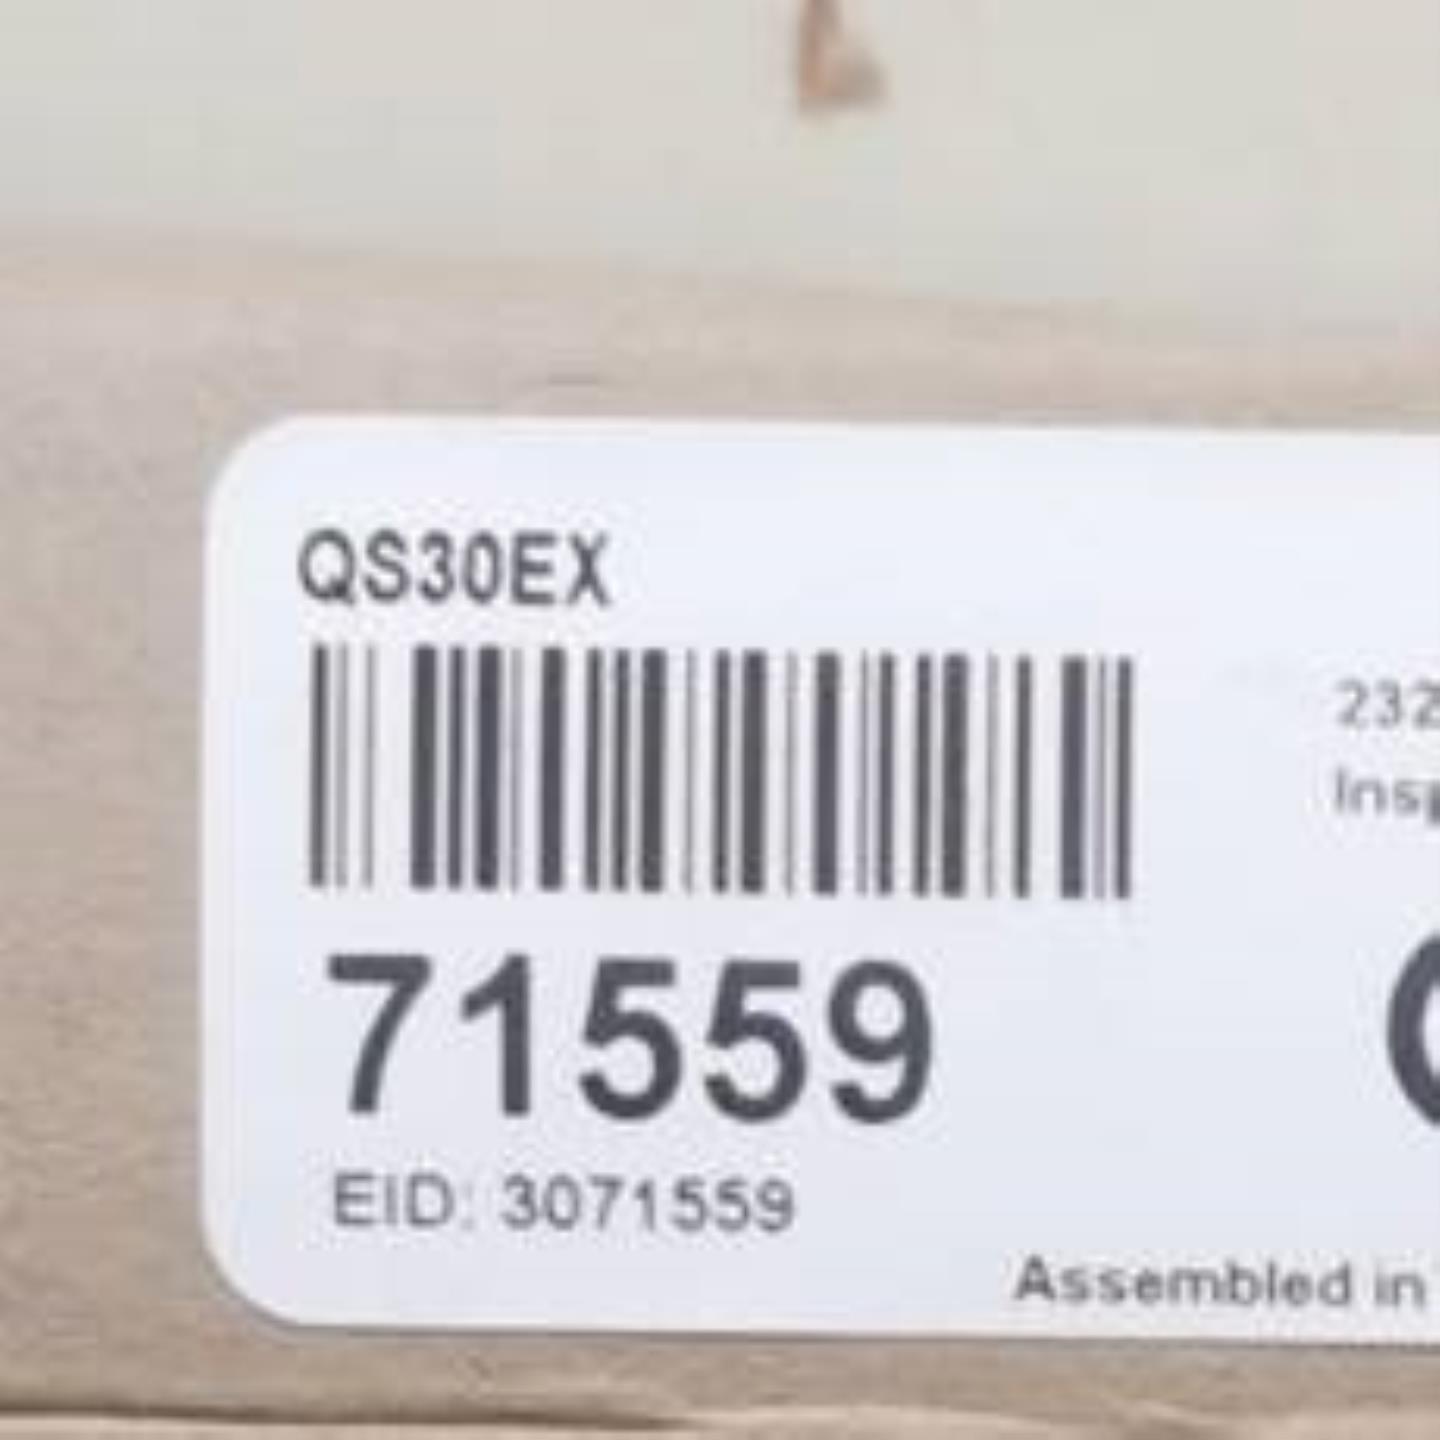 QS30EX
71559
EID: 3071559
Assembled in